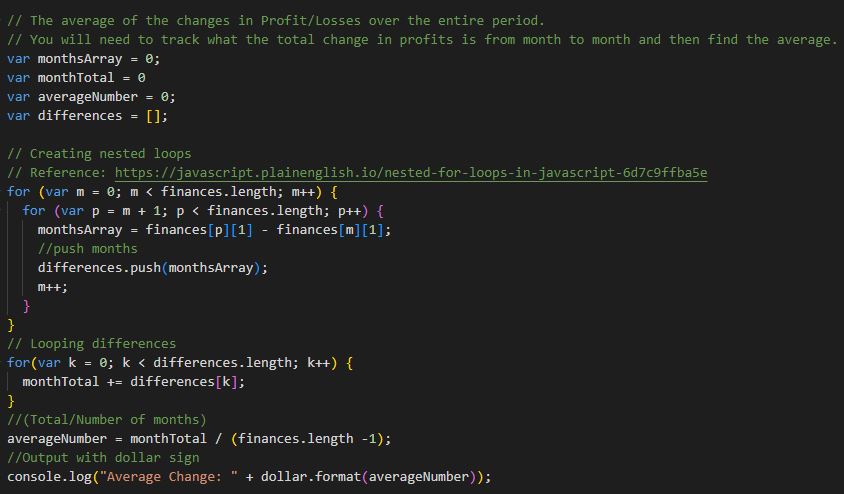 // The average of the changes in Profit/Losses over the entire period.
// You will need to track what the total change in profits is from month to month and then find the average.
var monthsArray = 0;
var monthTotal = 0
var averageNumber = 0;
var differences = [];

// Creating nested loops
// Reference: https://javascript.plainenglish.io/nested-for-loops-in-javascript-6d7c9ffba5e
for (var m = 0; m < finances.length; m++) {
  for (var p = m + 1; p < finances.length; p++) {
    monthsArray = finances[p][1] - finances[m][1];
    //push months
    differences.push(monthsArray);
    m++;
  }
}
// Looping differences
for(var k = 0; k < differences.length; k++) {
  monthTotal += differences[k];
}
//(Total/Number of months)
averageNumber = monthTotal / (finances.length -1);
//Output with dollar sign
console.log("Average Change: " + dollar.format(averageNumber));